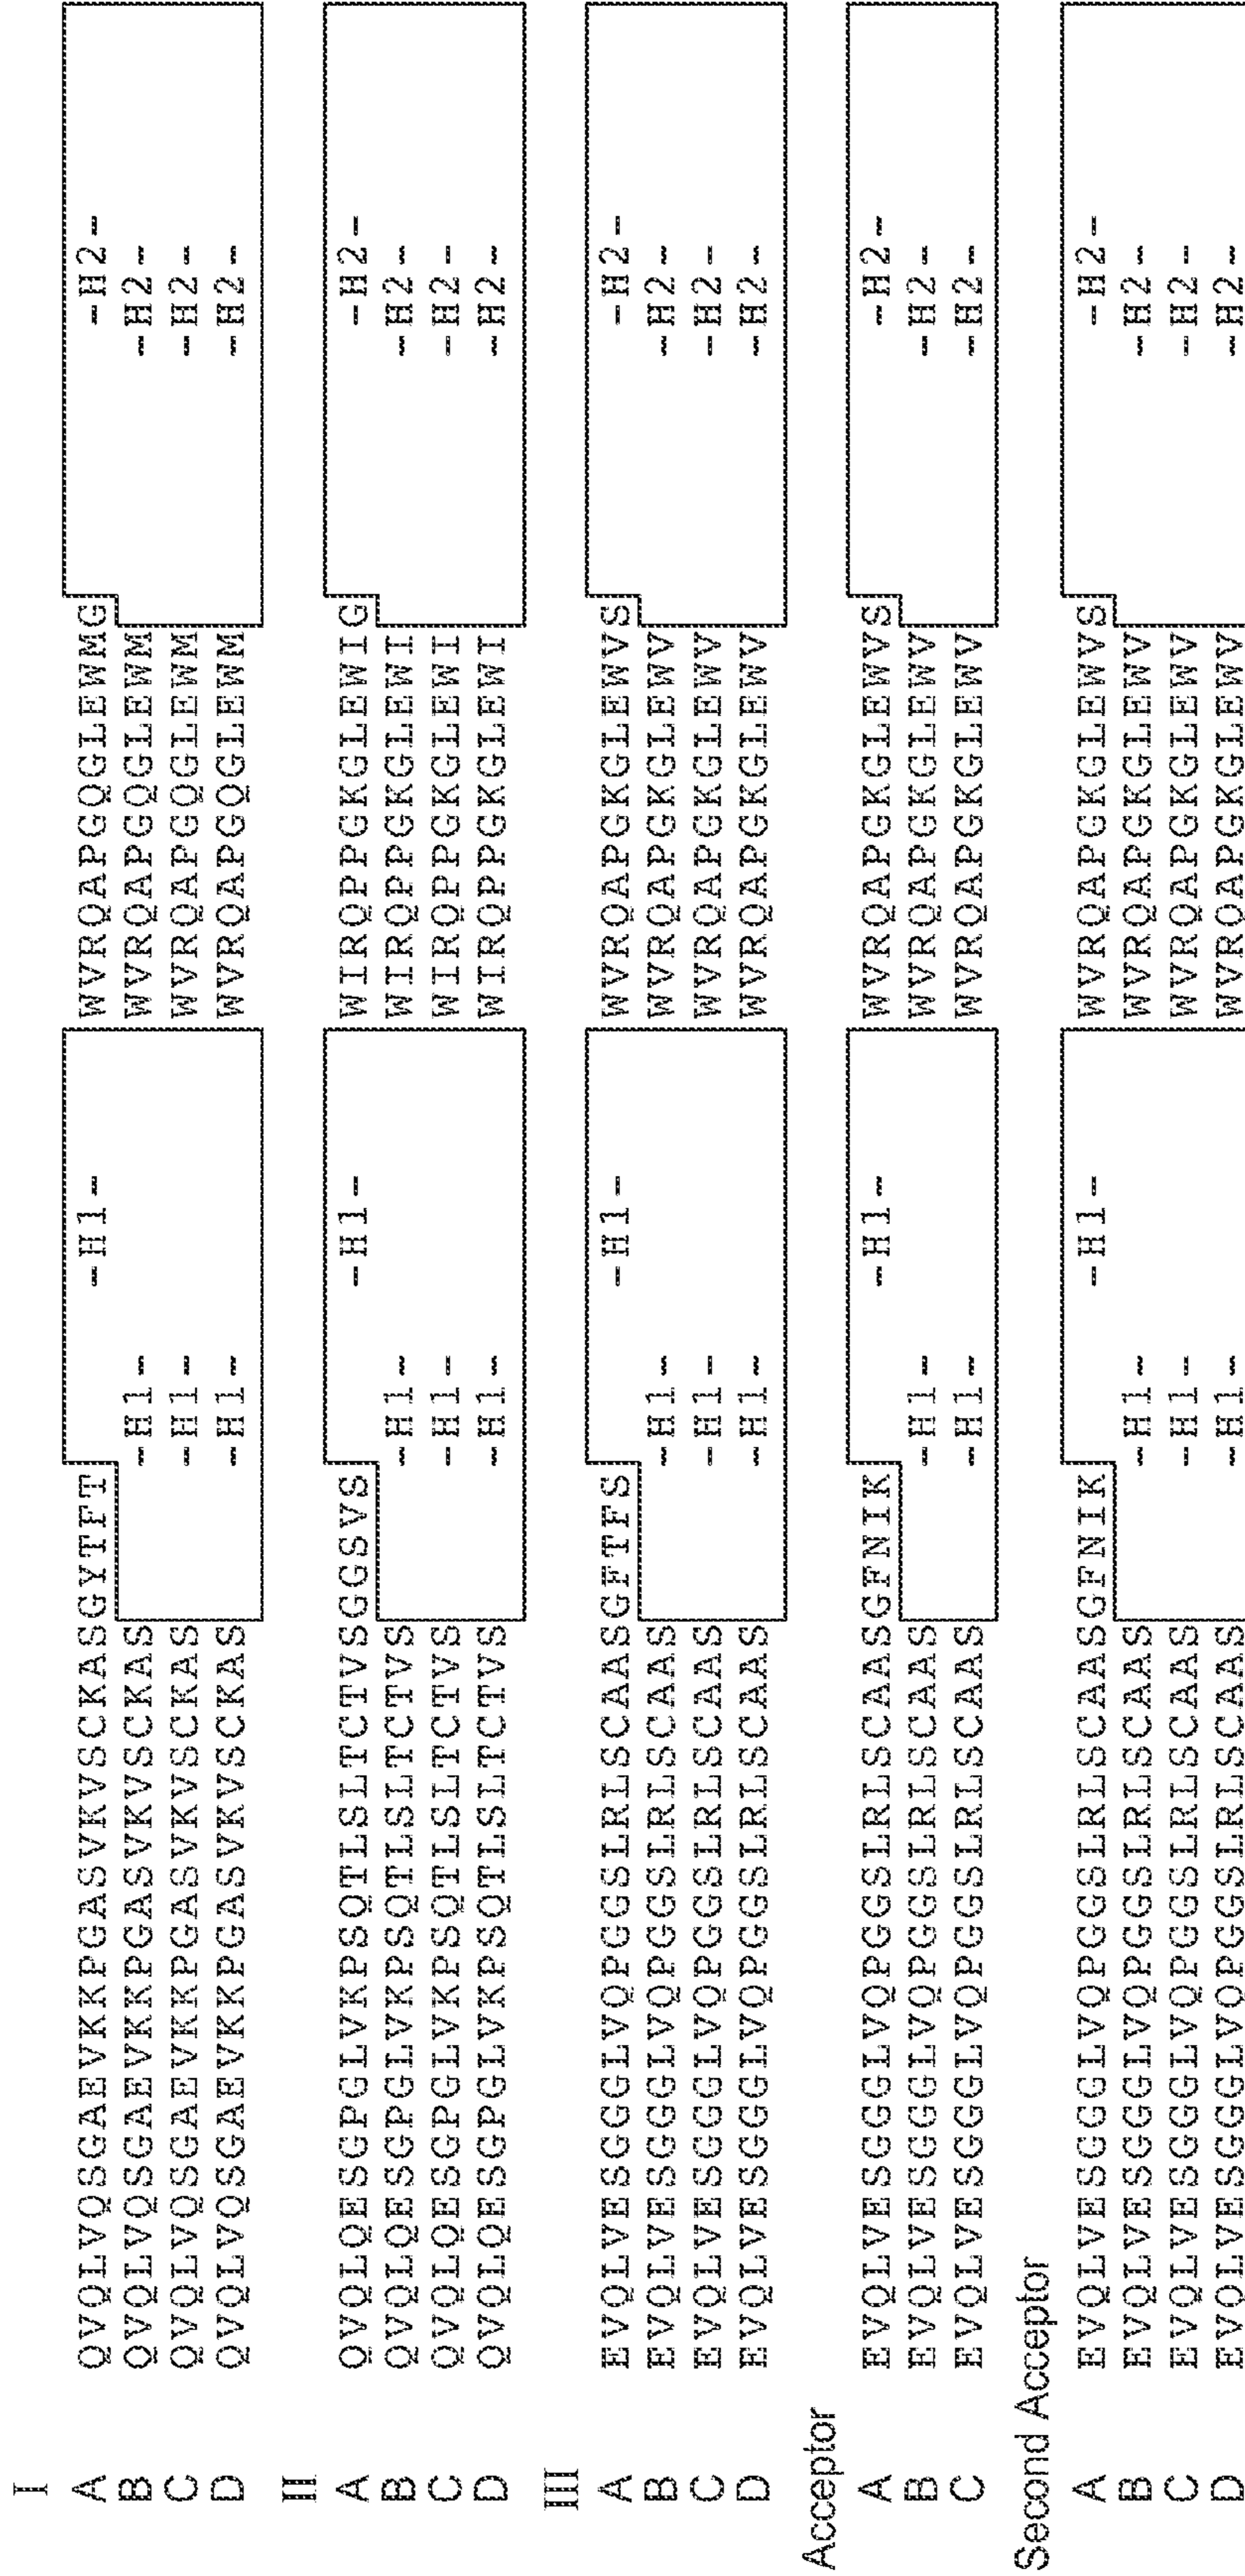 I
A QVQLVQSGAEVKKPGASVKVSCKASGYTFT -H1- WVRQAPGQGLEWMG -H2-
B QVQLVQSGAEVKKPGASVKVSCKAS -H1- WVRQAPGQGLEWM -H2-
C QVQLVQSGAEVKKPGASVKVSCKAS -H1- WVRQAPGQGLEWM -H2-
D QVQLVQSGAEVKKPGASVKVSCKAS -H1- WVRQAPGQGLEWM -H2-
II
A QVQLQESGPGLVKPSQTLSLTCTVSGGSVS -H1- WIRQPPGKGLEWIG -H2-
B QVQLQESGPGLVKPSQTLSLTCTVS -H1- WIRQPPGKGLEWI -H2-
C QVQLQESGPGLVKPSQTLSLTCTVS -H1- WIRQPPGKGLEWI -H2-
D QVQLQESGPGLVKPSQTLSLTCTVS -H1- WIRQPPGKGLEWI -H2-
III
A EVQLVESGGGLVQPGGSLRLSCAASGFTFS -H1- WVRQAPGKGLEWVS -H2-
B EVQLVESGGGLVQPGGSLRLSCAAS -H1- WVRQAPGKGLEWV -H2-
C EVQLVESGGGLVQPGGSLRLSCAAS -H1- WVRQAPGKGLEWV -H2-
D EVQLVESGGGLVQPGGSLRLSCAAS -H1- WVRQAPGKGLEWV -H2-
Acceptor
A EVQLVESGGGLVQPGGSLRLSCAASGFNIK -H1- WVRQAPGKGLEWVS -H2-
B EVQLVESGGGLVQPGGSLRLSCAAS -H1- WVRQAPGKGLEWV -H2-
C EVQLVESGGGLVQPGGSLRLSCAAS -H1- WVRQAPGKGLEWV -H2-
Second Acceptor
A EVQLVESGGGLVQPGGSLRLSCAASGFNIK -H1- WVRQAPGKGLEWVS -H2-
B EVQLVESGGGLVQPGGSLRLSCAAS -H1- WVRQAPGKGLEWV -H2-
C EVQLVESGGGLVQPGGSLRLSCAAS -H1- WVRQAPGKGLEWV -H2-
D EVQLVESGGGLVQPGGSLRLSCAAS -H1- WVRQAPGKGLEWV -H2-